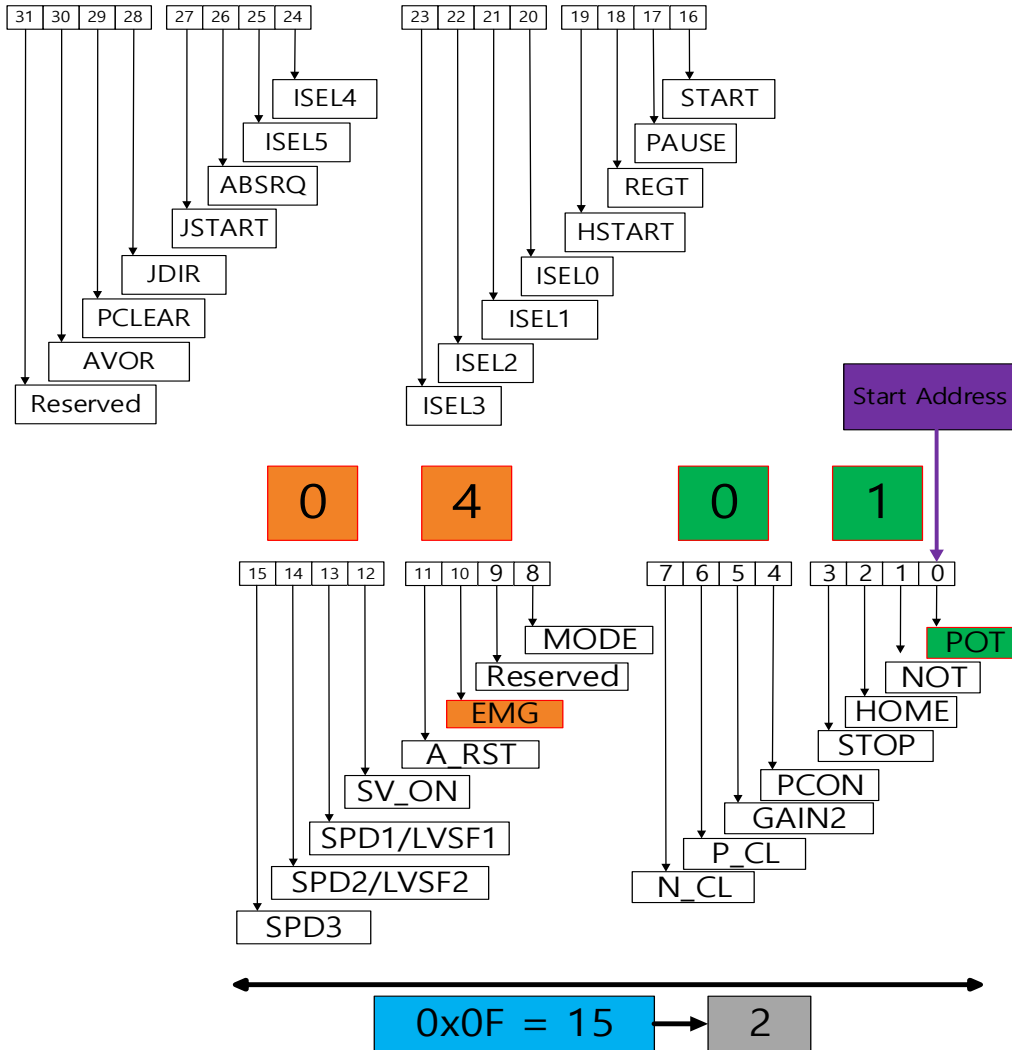 31 30 29 28 27 26 25 24 23 22 21 20 19 18 17 16
ISEL4
START
ISEL5
PAUSE
ABSRQ
REGT
JSTART
HSTART
JDIR
ISEL0
PCLEAR
ISEL1
AVOR
ISEL2
Reserved
ISEL3
Start Address
0 4 0 1
15 14 13 12 11 10 9 8 7 6 5 4 3 2 1 0
MODE
POT
Reserved
NOT
EMG
HOME
A_RST
STOP
SV_ON
PCON
SPD1/LVSF1
GAIN2
SPD2/LVSF2
P_CL
SPD3
N_CL
0x0F = 15 2